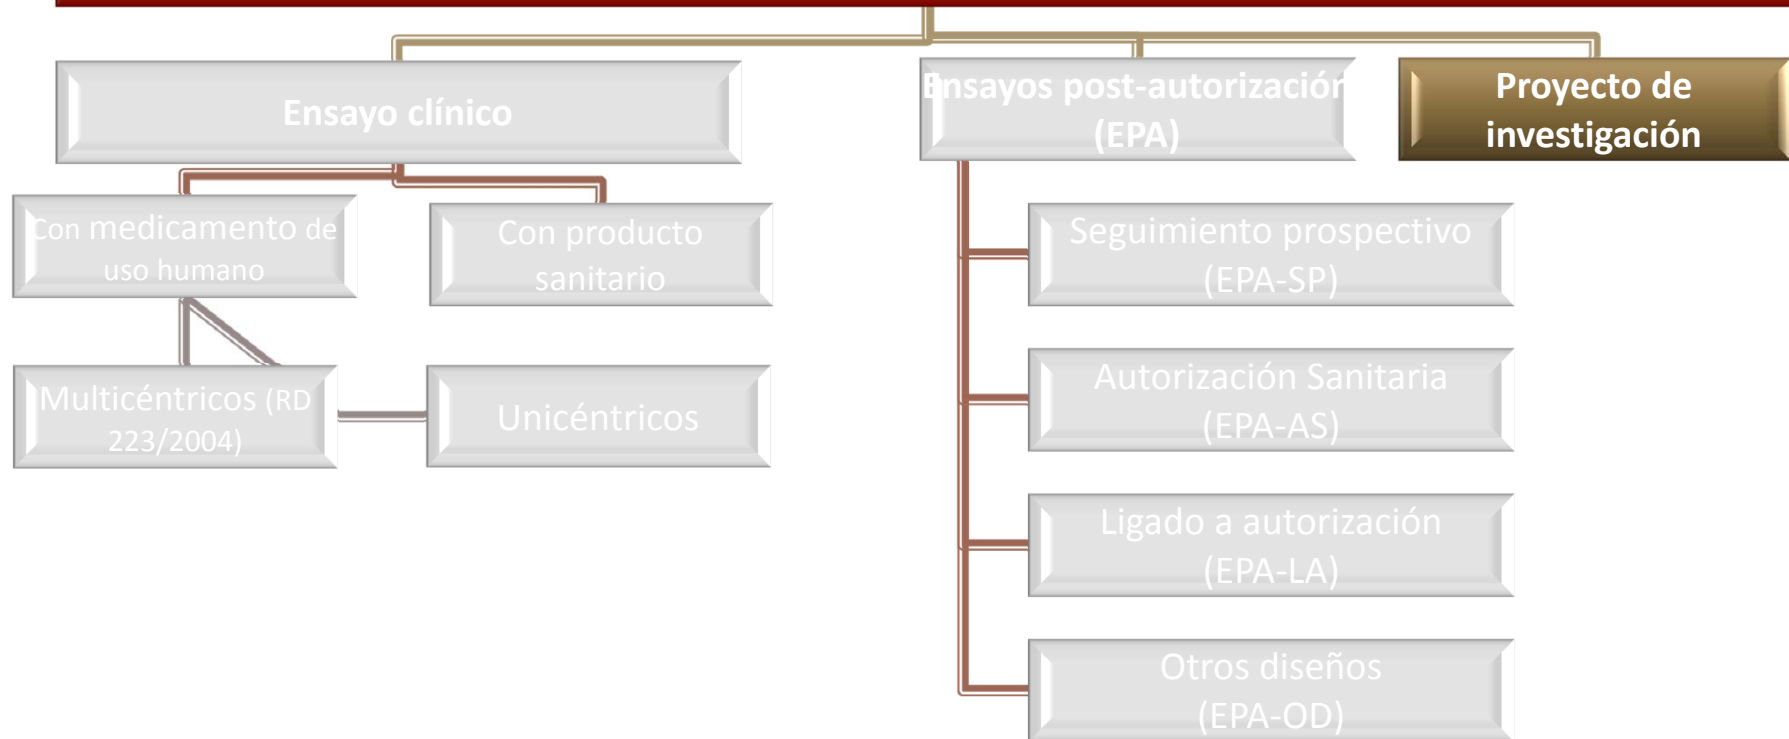 Ensayo clínico
Ensayos post-autorización
(EPA)
Proyecto de
investigación
Con medicamento de
uso humano
Con producto
sanitario
Multicéntricos (RD
223/2004)
Unicéntricos
Seguimiento prospectivo
(EPA-SP)
Autorización Sanitaria
(EPA-AS)
Ligado a autorización
(EPA-LA)
Otros diseños
(EPA-OD)